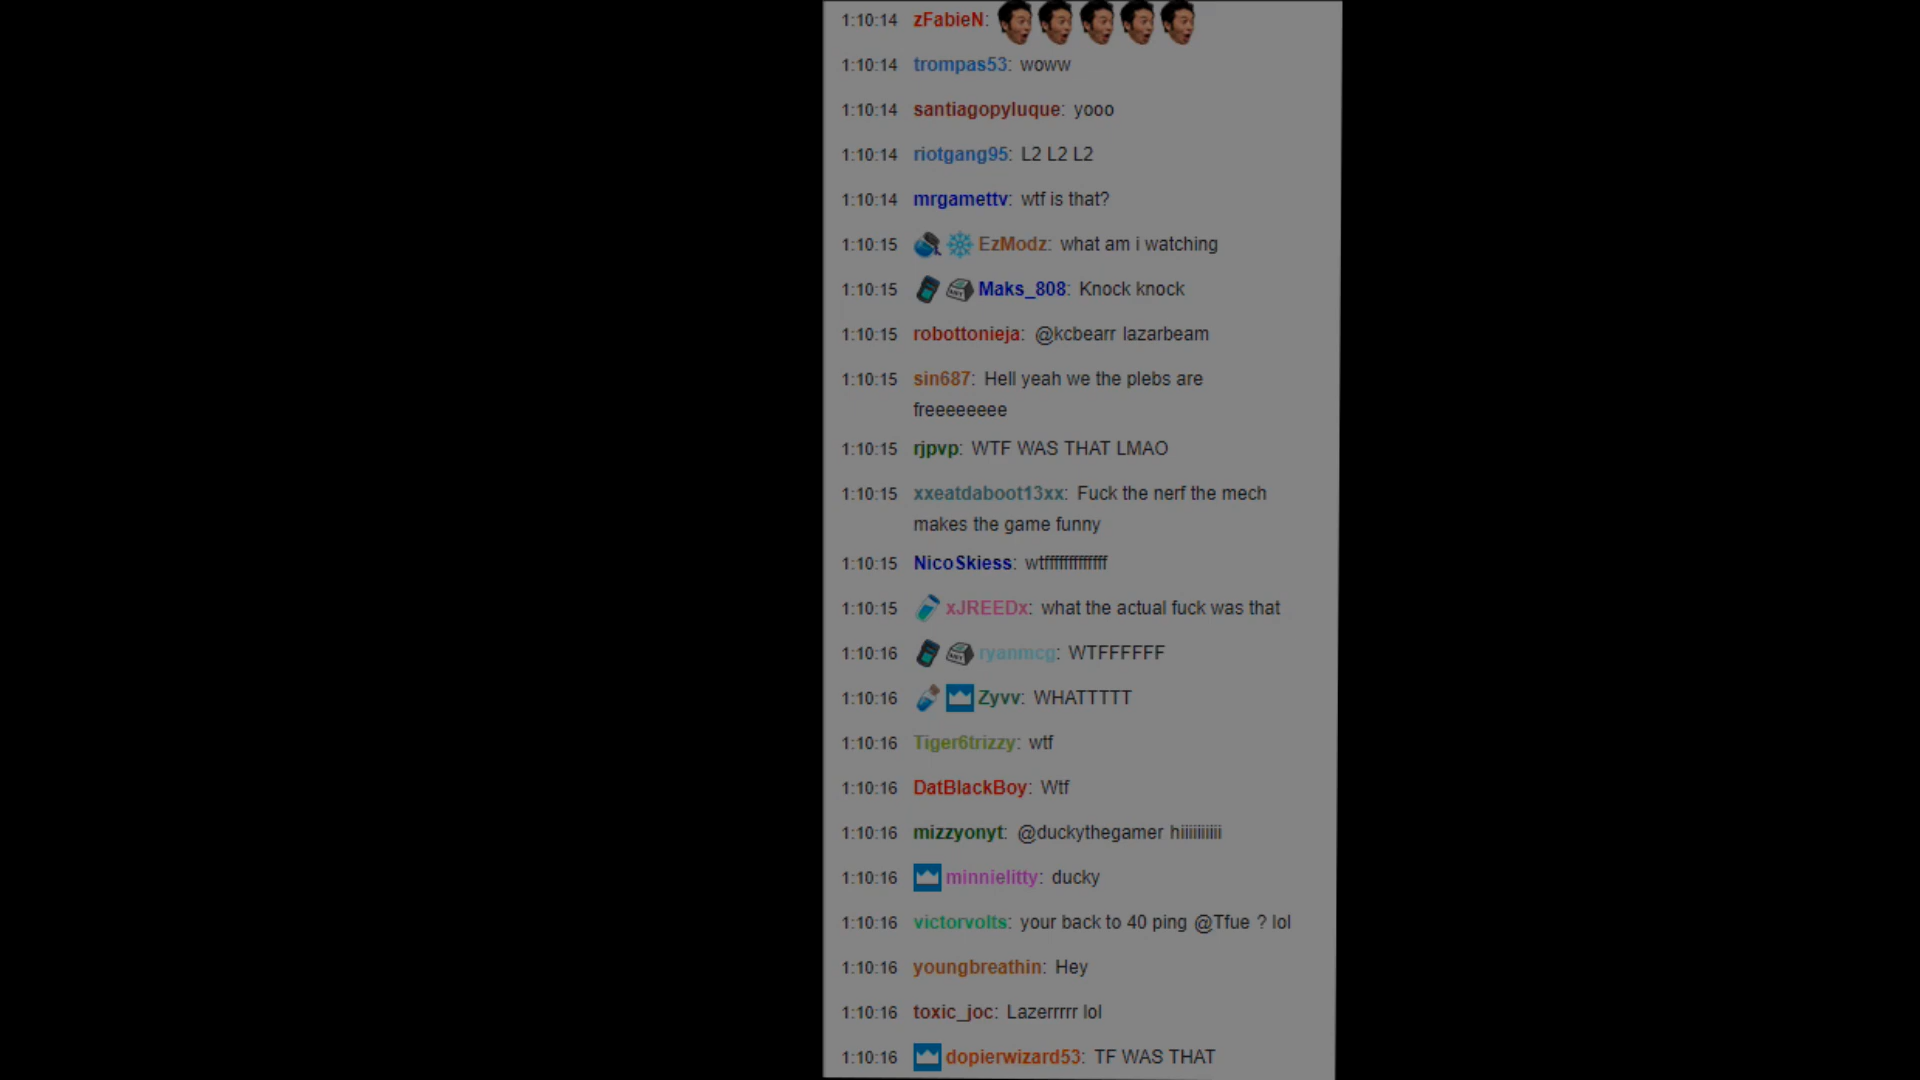 1:10:14 zFabieN:
1:10:14 trompas53: woww
1:10:14 santiagopyluque: yooo
1:10:14 riotgang95: L2 L2 L2
1:10:14 mrgamettv: wtf is that?
1:10:15 EzModz: what am i watching
1:10:15 Maks_808: Knock knock
1:10:15 robottonieja: @kcbearr lazarbeam
1:10:15 sin687: Hell yeah we the plebs are
freeeeeeee
1:10:15 rjpvp: WTF WAS THAT LMAO
1:10:15 xxeatdaboot13xx: Fuck the nerf the mech
makes the game funny
1:10:15 NicoSkiess: wtfffffffffffff
1:10:15 xJREEDx: what the actual fuck was that
1:10:16 ryanmcg: WTFFFFFF
1:10:16 Zyvv: WHATTTTT
1:10:16 Tiger6trizzy: wtf
1:10:16 DatBlackBoy: Wtf
1:10:16 mizzyonyt: @duckythegamer hiiiiiiiiii
1:10:16 minnielitty: ducky
1:10:16 victorvolts: your back to 40 ping @Tfue ? lol
1:10:16 youngbreathin: Hey
1:10:16 toxic_joc: Lazerrrrr lol
1:10:16 dopierwizard53: TF WAS THAT